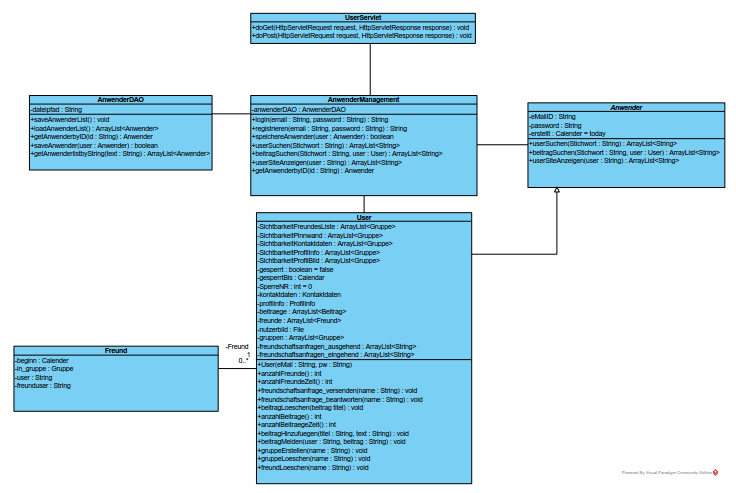 UserServlet
+doGet(HttpServletRequest request, HttpServletResponse response) : void
+doPost(HttpServletRequest request, HttpServletResponse response) : void
AnwenderDAO
-dateipfad : String
+saveAnwenderList() : void
+loadAnwenderList() : ArrayList<Anwender>
+getAnwenderbyID(id : String) : Anwender
+saveAnwender(user : Anwender) : boolean
+getAnwenderlistbyString(text : String) : ArrayList<Anwender>
AnwenderManagement
-anwenderDAO : AnwenderDAO
+login(email : String, password : String) : String
+registrieren(email : String, password : String) : String
+speichereAnwender(user : Anwender) : boolean
+userSuchen(Stichwort : String) : ArrayList<String>
+beitragSuchen(Stichwort : String, user : User) : ArrayList<String>
+userSiteAnzeigen(user : String) : ArrayList<String>
+getAnwenderbyID(id : String) : Anwender
Anwender
-eMailID : String
-password : String
-erstellt : Calender = today
+userSuchen(Stichwort : String) : ArrayList<String>
+beitragSuchen(Stichwort : String, user : User) : ArrayList<String>
+userSiteAnzeigen(user : String) : ArrayList<String>
User
-SichtbarkeitFreundesListe : ArrayList<Gruppe>
-SichtbarkeitPinnwand : ArrayList<Gruppe>
-SichtbarkeitKontaktdaten : ArrayList<Gruppe>
-SichtbarkeitProfilInfo : ArrayList<Gruppe>
-SichtbarkeitProfilBild : ArrayList<Gruppe>
-gesperrt : boolean = false
-gesperrtBis : Calendar
-SperreNR : int = 0
-kontaktdaten : Kontaktdaten
-profilinfo : ProfilInfo
-beitraege : ArrayList<Beitrag>
-freunde : ArrayList<Freund>
-nutzerbild : File
-gruppen : ArrayList<Gruppe>
-freundschaftsanfragen_ausgehend : ArrayList<String>
-freundschaftsanfragen_eingehend : ArrayList<String>
+User(eMail : String, pw : String)
+anzahlFreunde() : int
+anzahlFreundeZeit() : int
+freundschaftsanfrage_versenden(name : String) : void
+freundschaftsanfrage_beantworten(name : String) : void
+beitragLoeschen(beitrag titel) : void
+anzahlBeitrage() : int
+anzahlBeitraegeZeit() : int
+beitragHinzufuegen(titel : String, text : String) : void
+beitragMelden(user : String, beitrag : String) : void
+gruppeErstellen(name : String) : void
+gruppeLoeschen(name : String) : void
+freundLoeschen(name : String) : void
-Freund
1
0..*
Freund
-beginn : Calender
-in_gruppe : Gruppe
-user : String
-freunduser : String
Powered By Visual Paradigm Community Edition